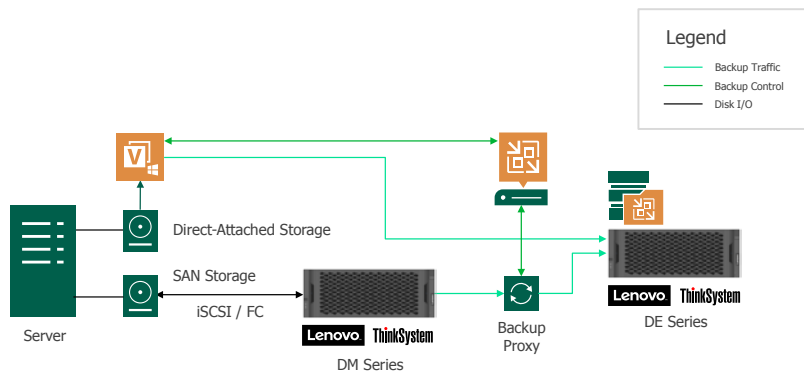 Legend
Backup Traffic
Backup Control
Disk I/O
V
Direct-Attached Storage
SAN Storage
iSCSI / FC
Server
Lenovo. ThinkSystem
DM Series
Backup
Proxy
Lenovo. ThinkSystem
DE Series